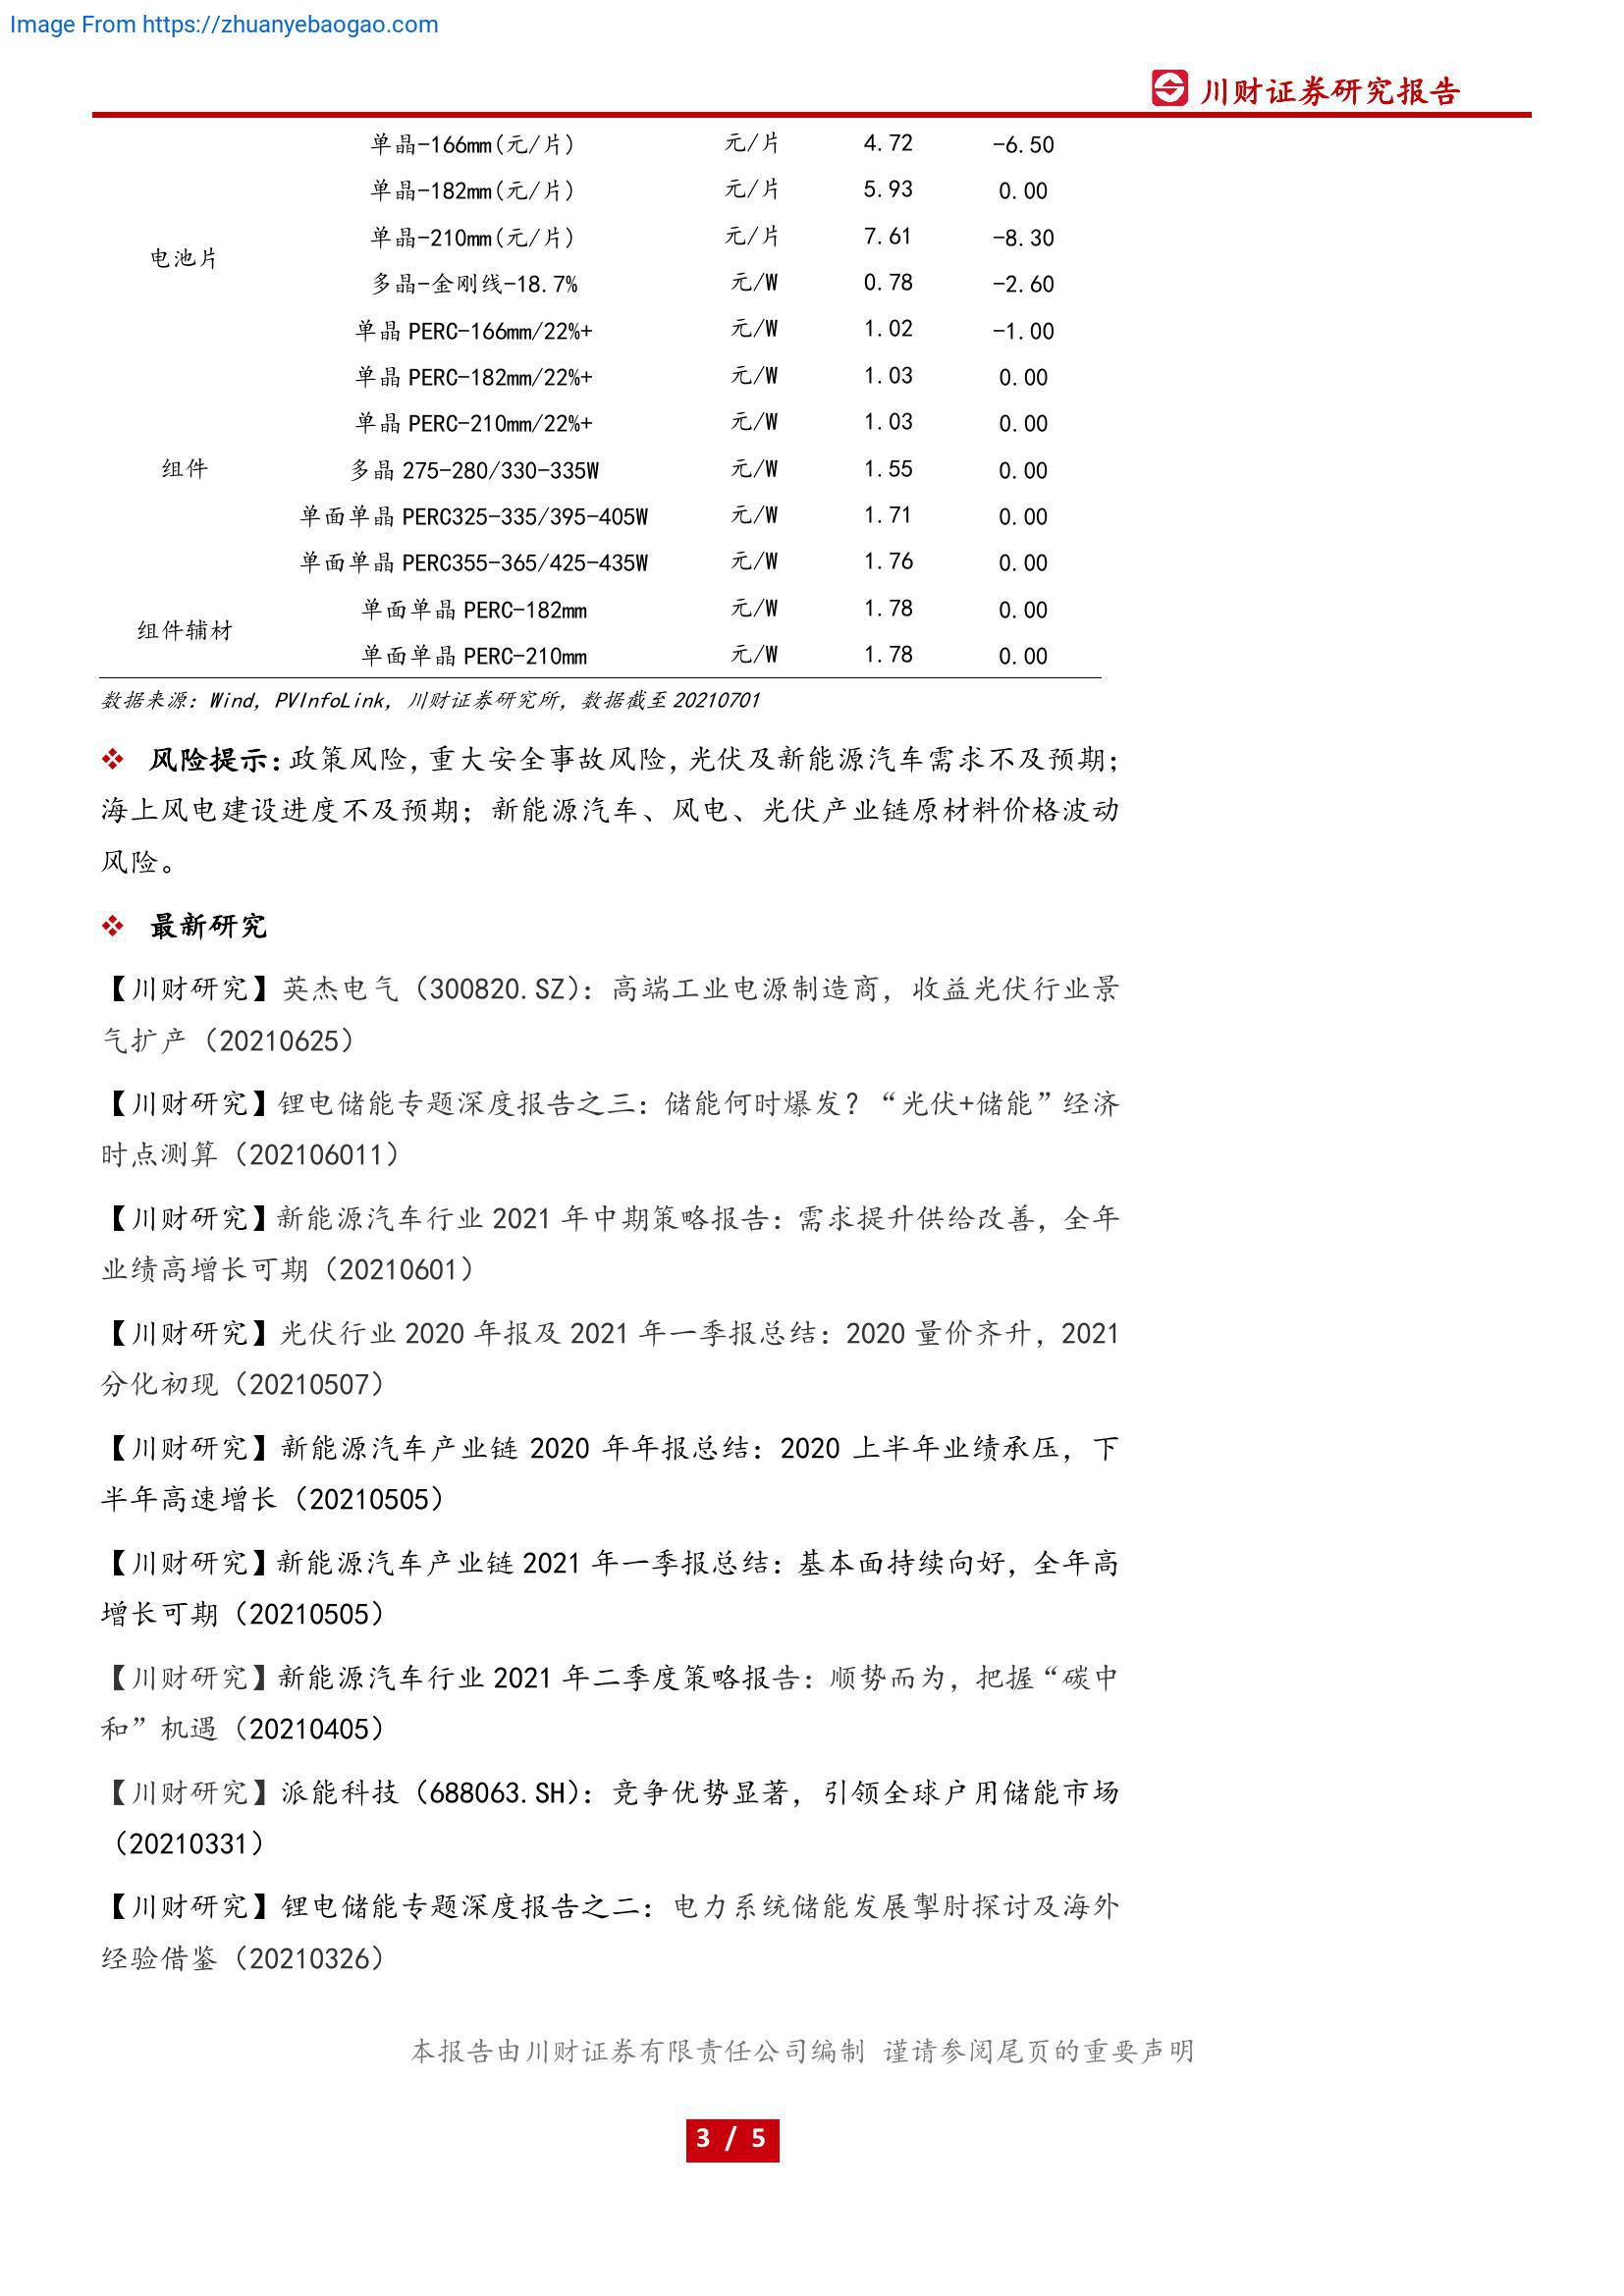 Image From https://zhuanyebaogao.com
川财证券研究报告
单晶-166mm(元/片) 元/片 4.72 -6.50
单晶-182mm(元/片) 元/片 5.93 0.00
单晶-210mm(元/片) 元/片 7.61 -8.30
电池片
多晶-金刚线-18.7% 元/W 0.78 -2.60
单晶 PERC-166mm/22%+ 元/W 1.02 -1.00
单晶 PERC-182mm/22%+ 元/W 1.03 0.00
单晶 PERC-210mm/22%+ 元/W 1.03 0.00
组件 多晶 275-280/330-335W 元/W 1.55 0.00
单面单晶 PERC325-335/395-405W 元/W 1.71 0.00
单面单晶 PERC355-365/425-435W 元/W 1.76 0.00
单面单晶 PERC-182mm 元/W 1.78 0.00
组件辅材
单面单晶 PERC-210mm 元/W 1.78 0.00
数据来源：Wind，PVInfoLink，川财证券研究所，数据截至 20210701
❖ 风险提示：政策风险，重大安全事故风险，光伏及新能源汽车需求不及预期；
海上风电建设进度不及预期；新能源汽车、风电、光伏产业链原材料价格波动
风险。
❖ 最新研究
【川财研究】英杰电气（300820.SZ）：高端工业电源制造商，收益光伏行业景
气扩产（20210625）
【川财研究】锂电储能专题深度报告之三：储能何时爆发？“光伏+储能”经济
时点测算（202106011）
【川财研究】新能源汽车行业 2021 年中期策略报告：需求提升供给改善，全年
业绩高增长可期（20210601）
【川财研究】光伏行业 2020 年报及 2021 年一季报总结：2020 量价齐升，2021
分化初现（20210507）
【川财研究】新能源汽车产业链 2020 年年报总结：2020 上半年业绩承压，下
半年高速增长（20210505）
【川财研究】新能源汽车产业链 2021 年一季报总结：基本面持续向好，全年高
增长可期（20210505）
【川财研究】新能源汽车行业 2021 年二季度策略报告：顺势而为，把握“碳中
和”机遇（20210405）
【川财研究】派能科技（688063.SH）：竞争优势显著，引领全球户用储能市场
（20210331）
【川财研究】锂电储能专题深度报告之二：电力系统储能发展掣肘探讨及海外
经验借鉴（20210326）
本报告由川财证券有限责任公司编制 谨请参阅尾页的重要声明
3 / 5